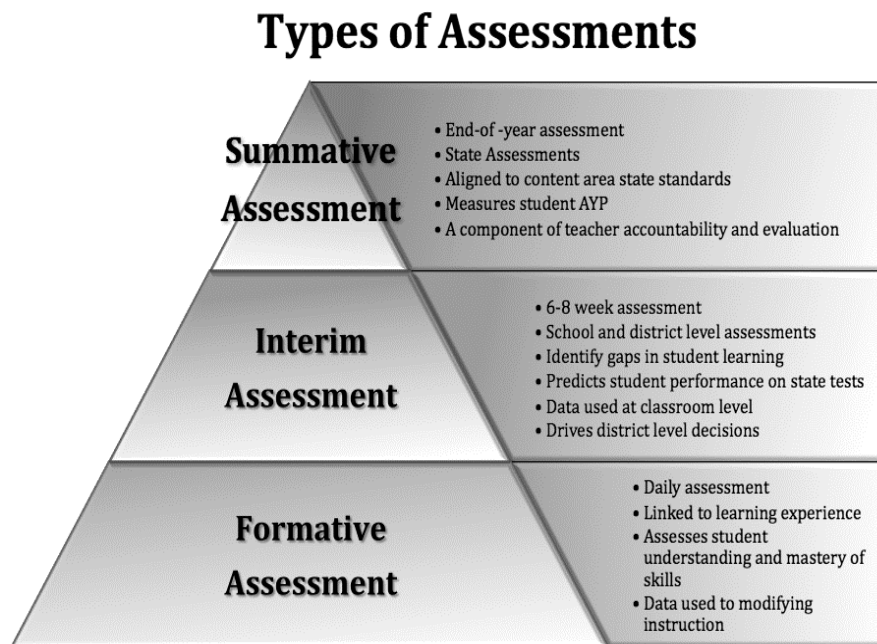 Types of Assessments
Summative
Assessment
• End-of -year assessment
• State Assessments
• Aligned to content area state standards
• Measures student AYP
• A component of teacher accountability and evaluation
Interim
Assessment
• 6-8 week assessment
• School and district level assessments
• Identify gaps in student learning
• Predicts student performance on state tests
• Data used at classroom level
• Drives district level decisions
Formative
Assessment
• Daily assessment
• Linked to learning experience
• Assesses student
understanding and mastery of
skills
• Data used to modifying
instruction